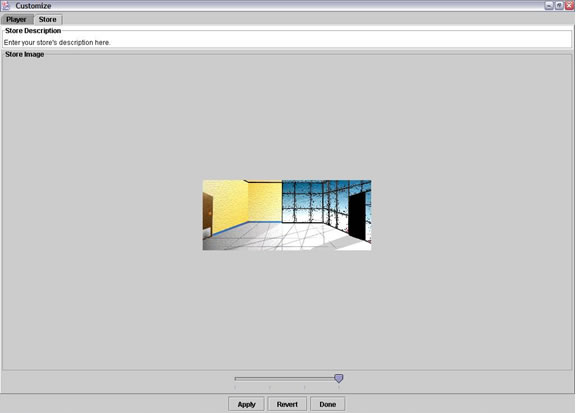 Customize
Player Store
Store Description
Enter your store's description here.
Store Image
Apply Revert Done